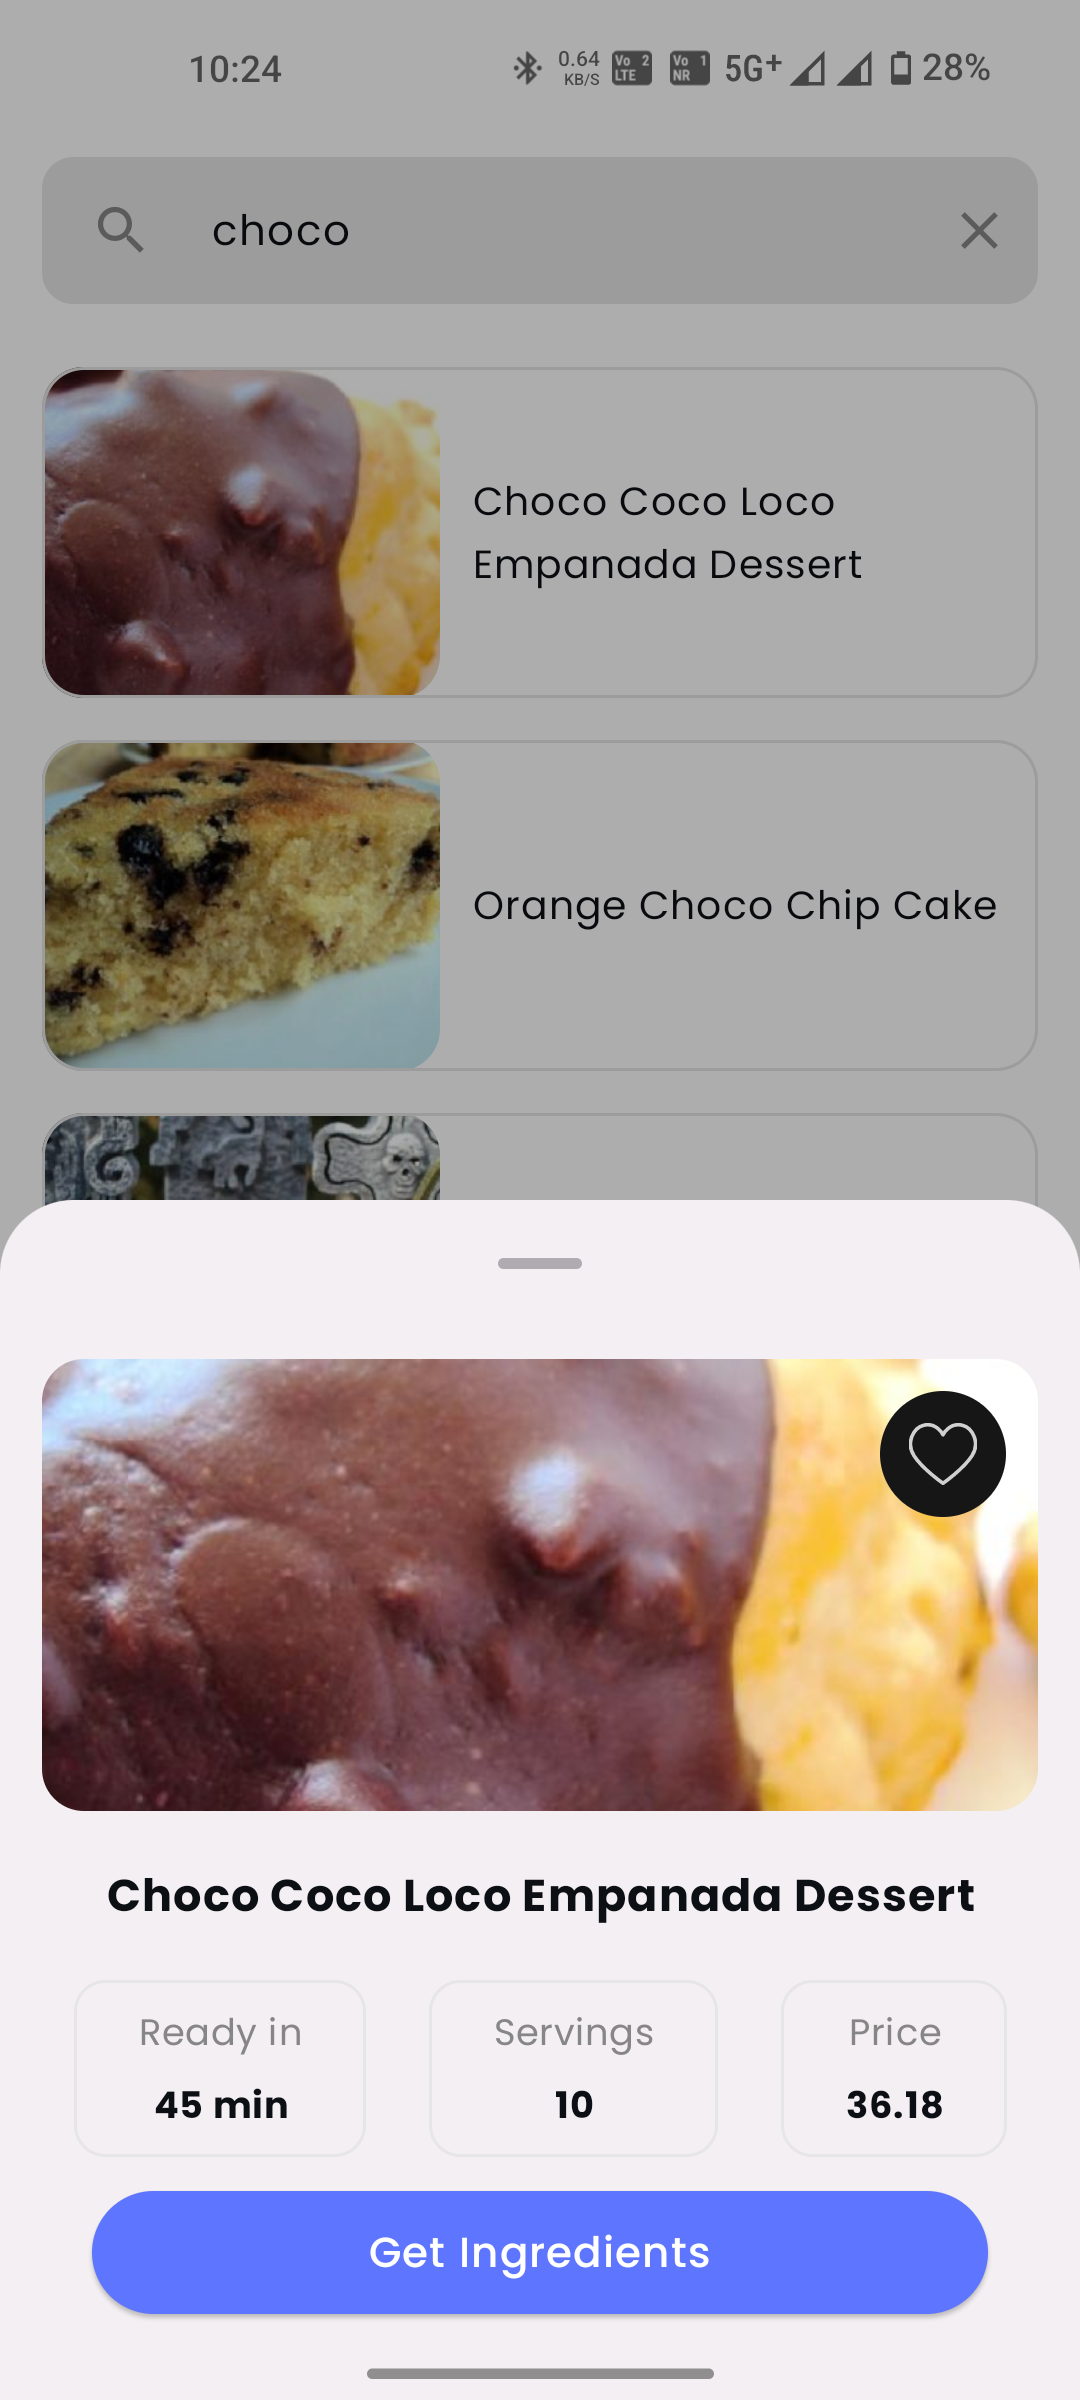 10:24
0.64
KB/S
Vo 2
LTE
Vo 1
NR
5G+
28%
choco
Choco Coco Loco
Empanada Dessert
Orange Choco Chip Cake
Choco Coco Loco Empanada Dessert
Ready in
45 min
Servings
10
Price
36.18
Get Ingredients